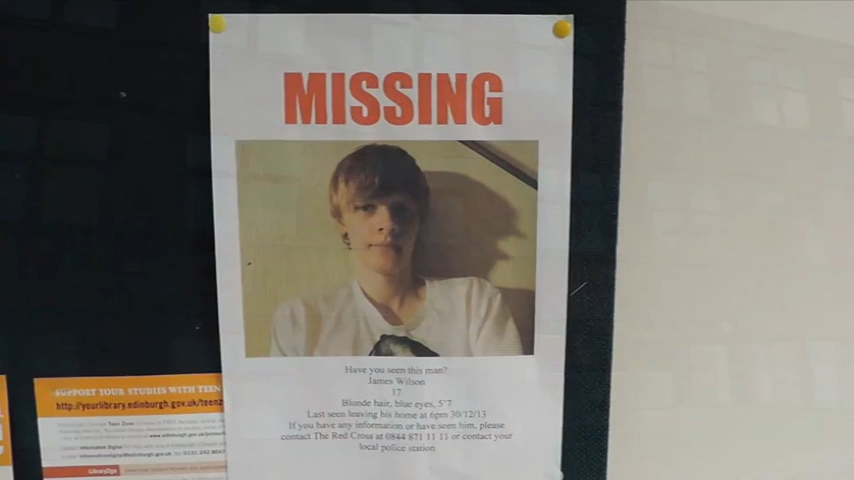 MISSING
Have you seen this man?
James Wilson
17
Blonde hair, blue eyes, 5"7
Last seen leaving his home at 6pm 30/12/13
If you have any information or have seen him, please
contact The Red Cross at 0844 871 11 11 or contact your
local police station
SUPPORT YOUR STUDIES WITH TEEN
http://yourlibrary.edinburgh.gov.uk/teenz